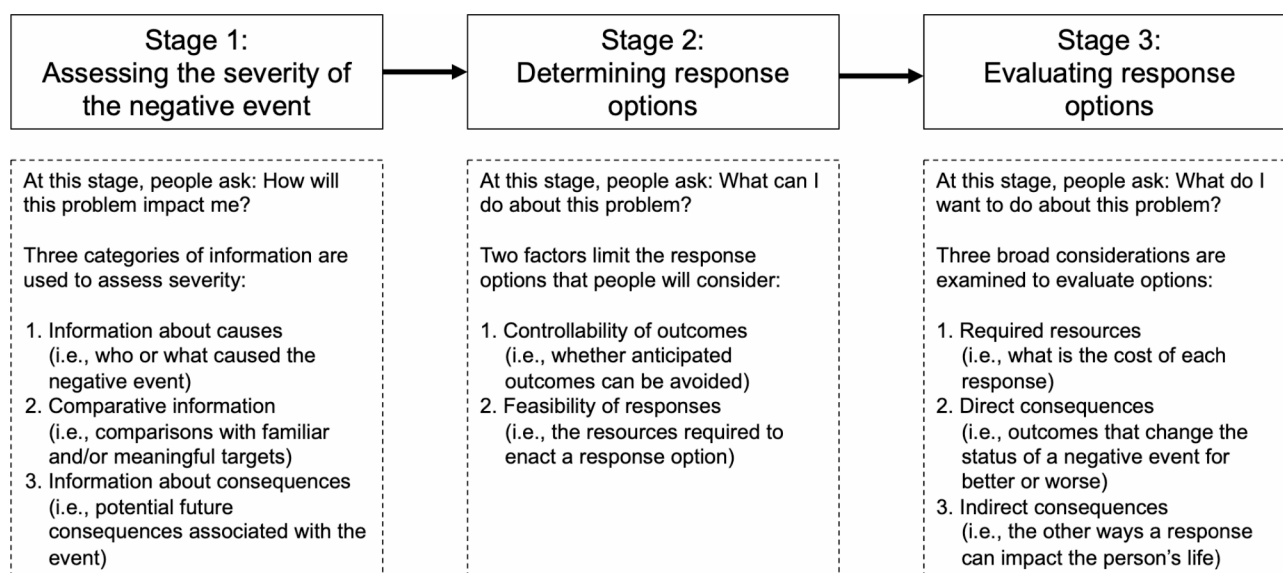 Stage 1:
Assessing the severity of
the negative event
At this stage, people ask: How will
this problem impact me?
Three categories of information are
used to assess severity:
1. Information about causes
(i.e., who or what caused the
negative event)
2. Comparative information
(i.e., comparisons with familiar
and/or meaningful targets)
3. Information about consequences
(i.e., potential future
consequences associated with the
event)
Stage 2:
Determining response
options
At this stage, people ask: What can I
do about this problem?
Two factors limit the response
options that people will consider:
1. Controllability of outcomes
(i.e., whether anticipated
outcomes can be avoided)
2. Feasibility of responses
(i.e., the resources required to
enact a response option)
Stage 3:
Evaluating response
options
At this stage, people ask: What do I
want to do about this problem?
Three broad considerations are
examined to evaluate options:
1. Required resources
(i.e., what is the cost of each
response)
2. Direct consequences
(i.e., outcomes that change the
status of a negative event for
better or worse)
3. Indirect consequences
(i.e., the other ways a response
can impact the person's life)